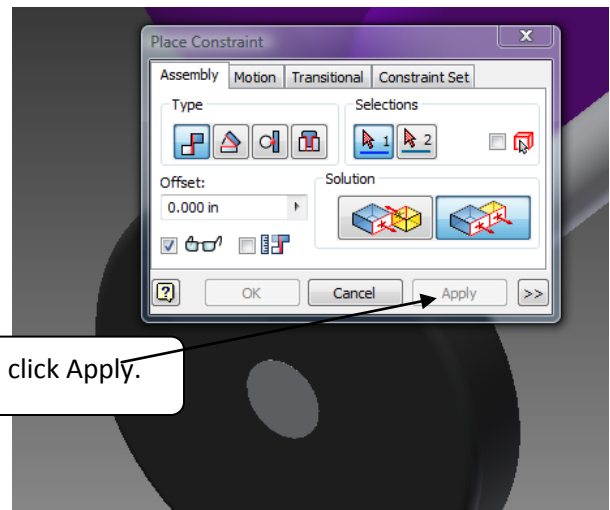 Place Constraint
X
Assembly Motion Transitional Constraint Set
Type
Selections
1 2
Offset:
Solution
0.000 in
? OK Cancel Apply >>
click Apply.